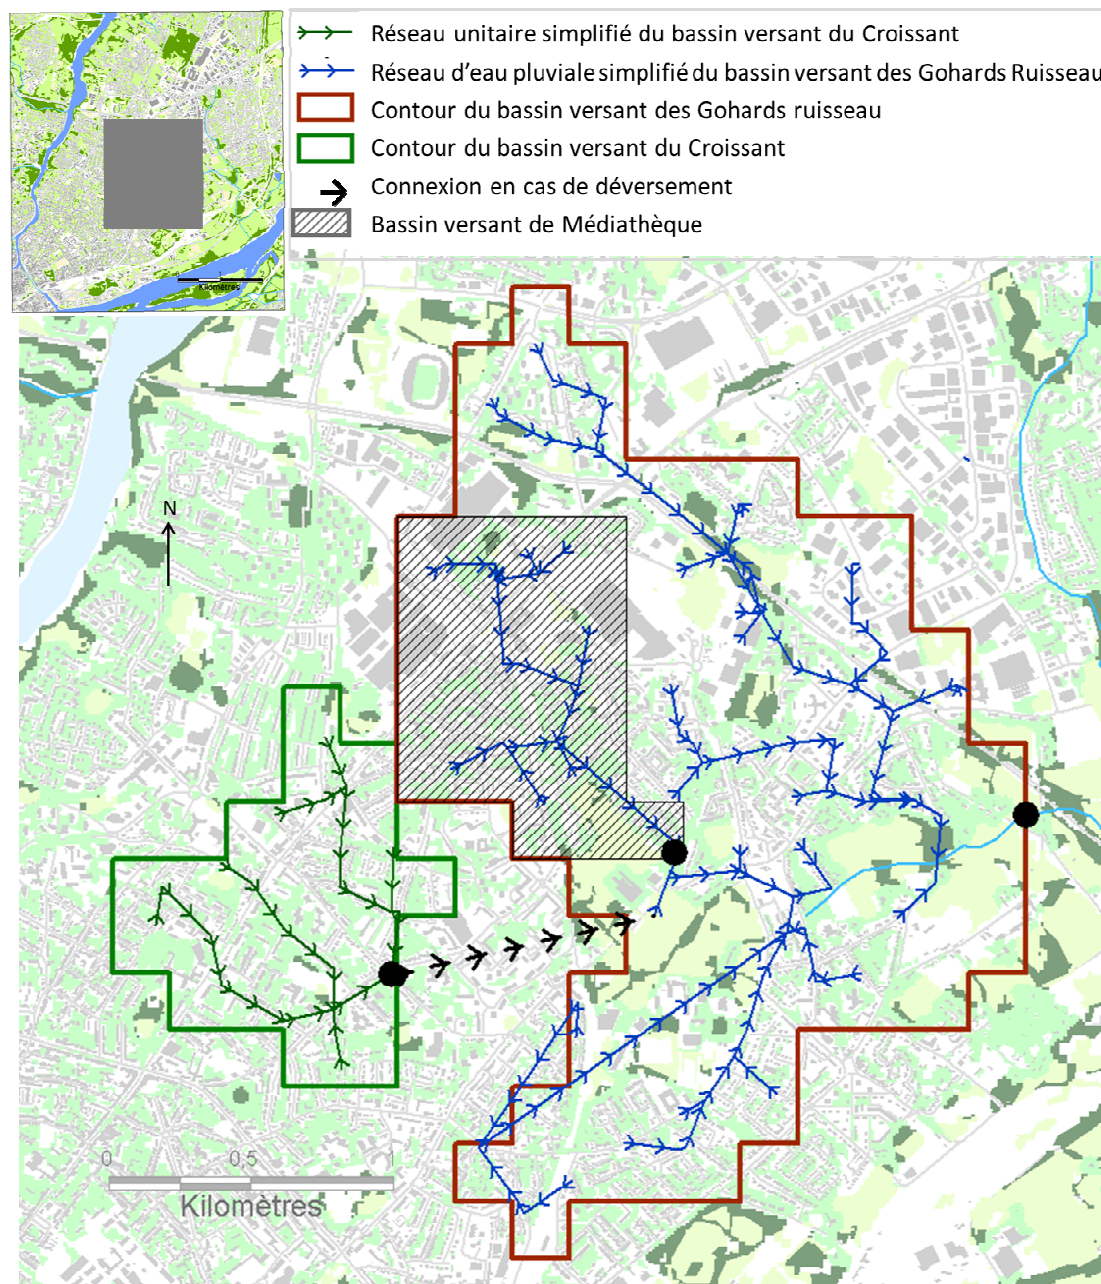 Réseau unitaire simplifié du bassin versant du Croissant
Réseau d'eau pluviale simplifié du bassin versant des Gohards Ruisseau
Contour du bassin versant des Gohards ruisseau
Contour du bassin versant du Croissant
Connexion en cas de déversement
Bassin versant de Médiathèque
Kilomètres
N
0 0,5 1
Kilomètres